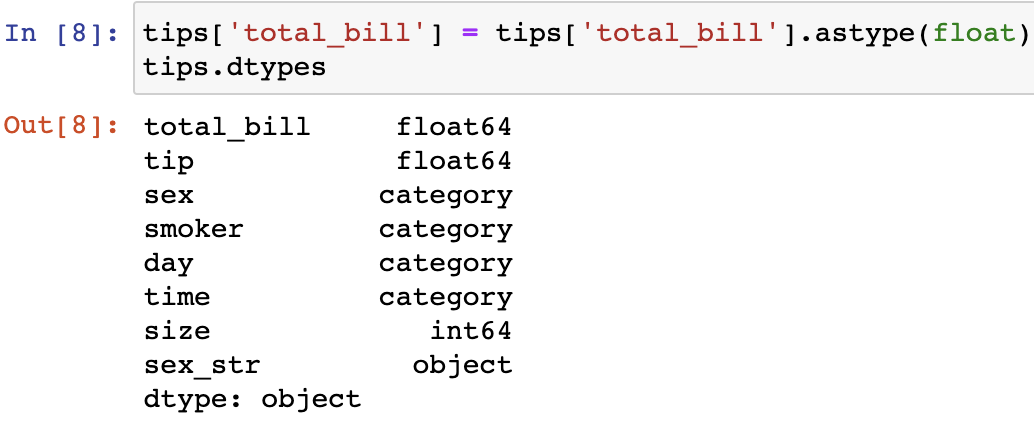 In [8]: tips['total_bill'] = tips['total_bill'].astype(float)
tips.dtypes
Out[8]: total_bill     float64
tip            float64
sex           category
smoker        category
day           category
time          category
size             int64
sex_str         object
dtype: object